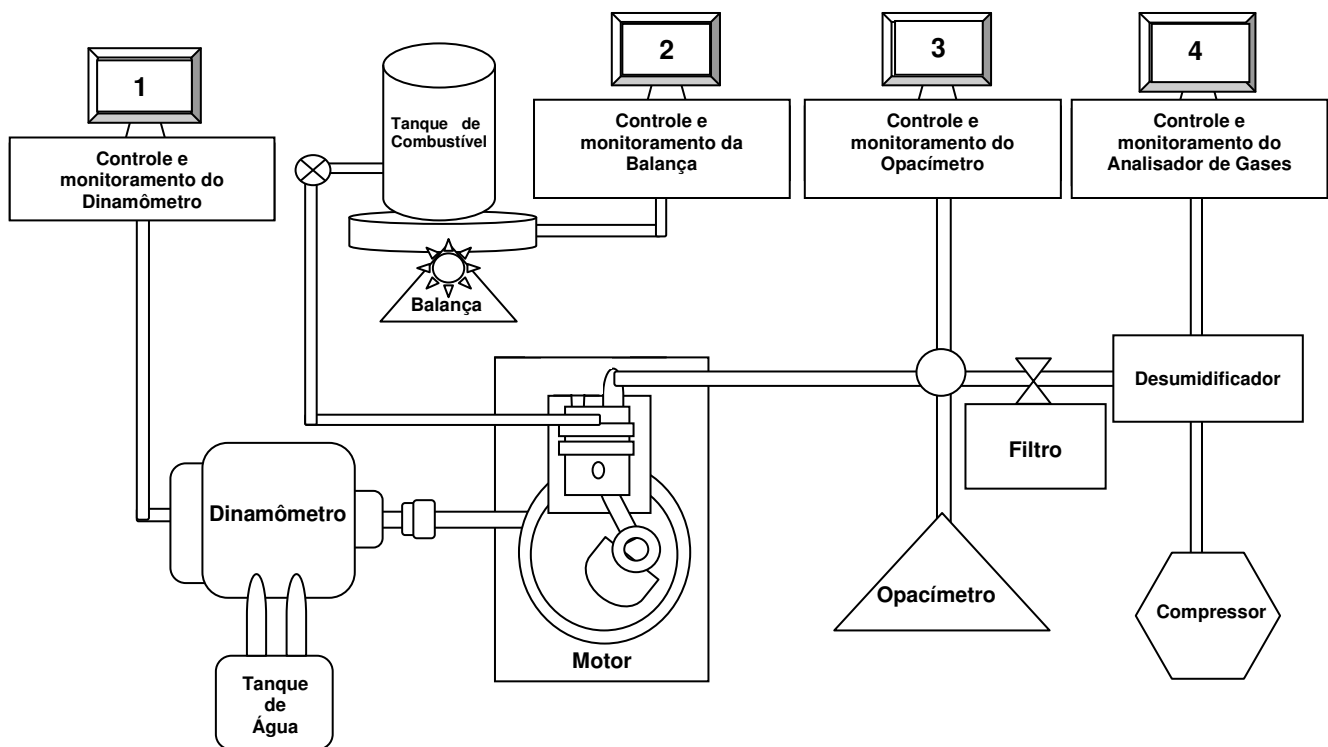 1
Controle e
monitoramento do
Dinamômetro
Tanque de
Combustível
2
Controle e
monitoramento da
Balança
3
Controle e
monitoramento do
Opacímetro
4
Controle e
monitoramento do
Analisador de Gases
Balança
Desumidificador
Filtro
Dinamômetro
Opacímetro
Compressor
Motor
Tanque
de
Água